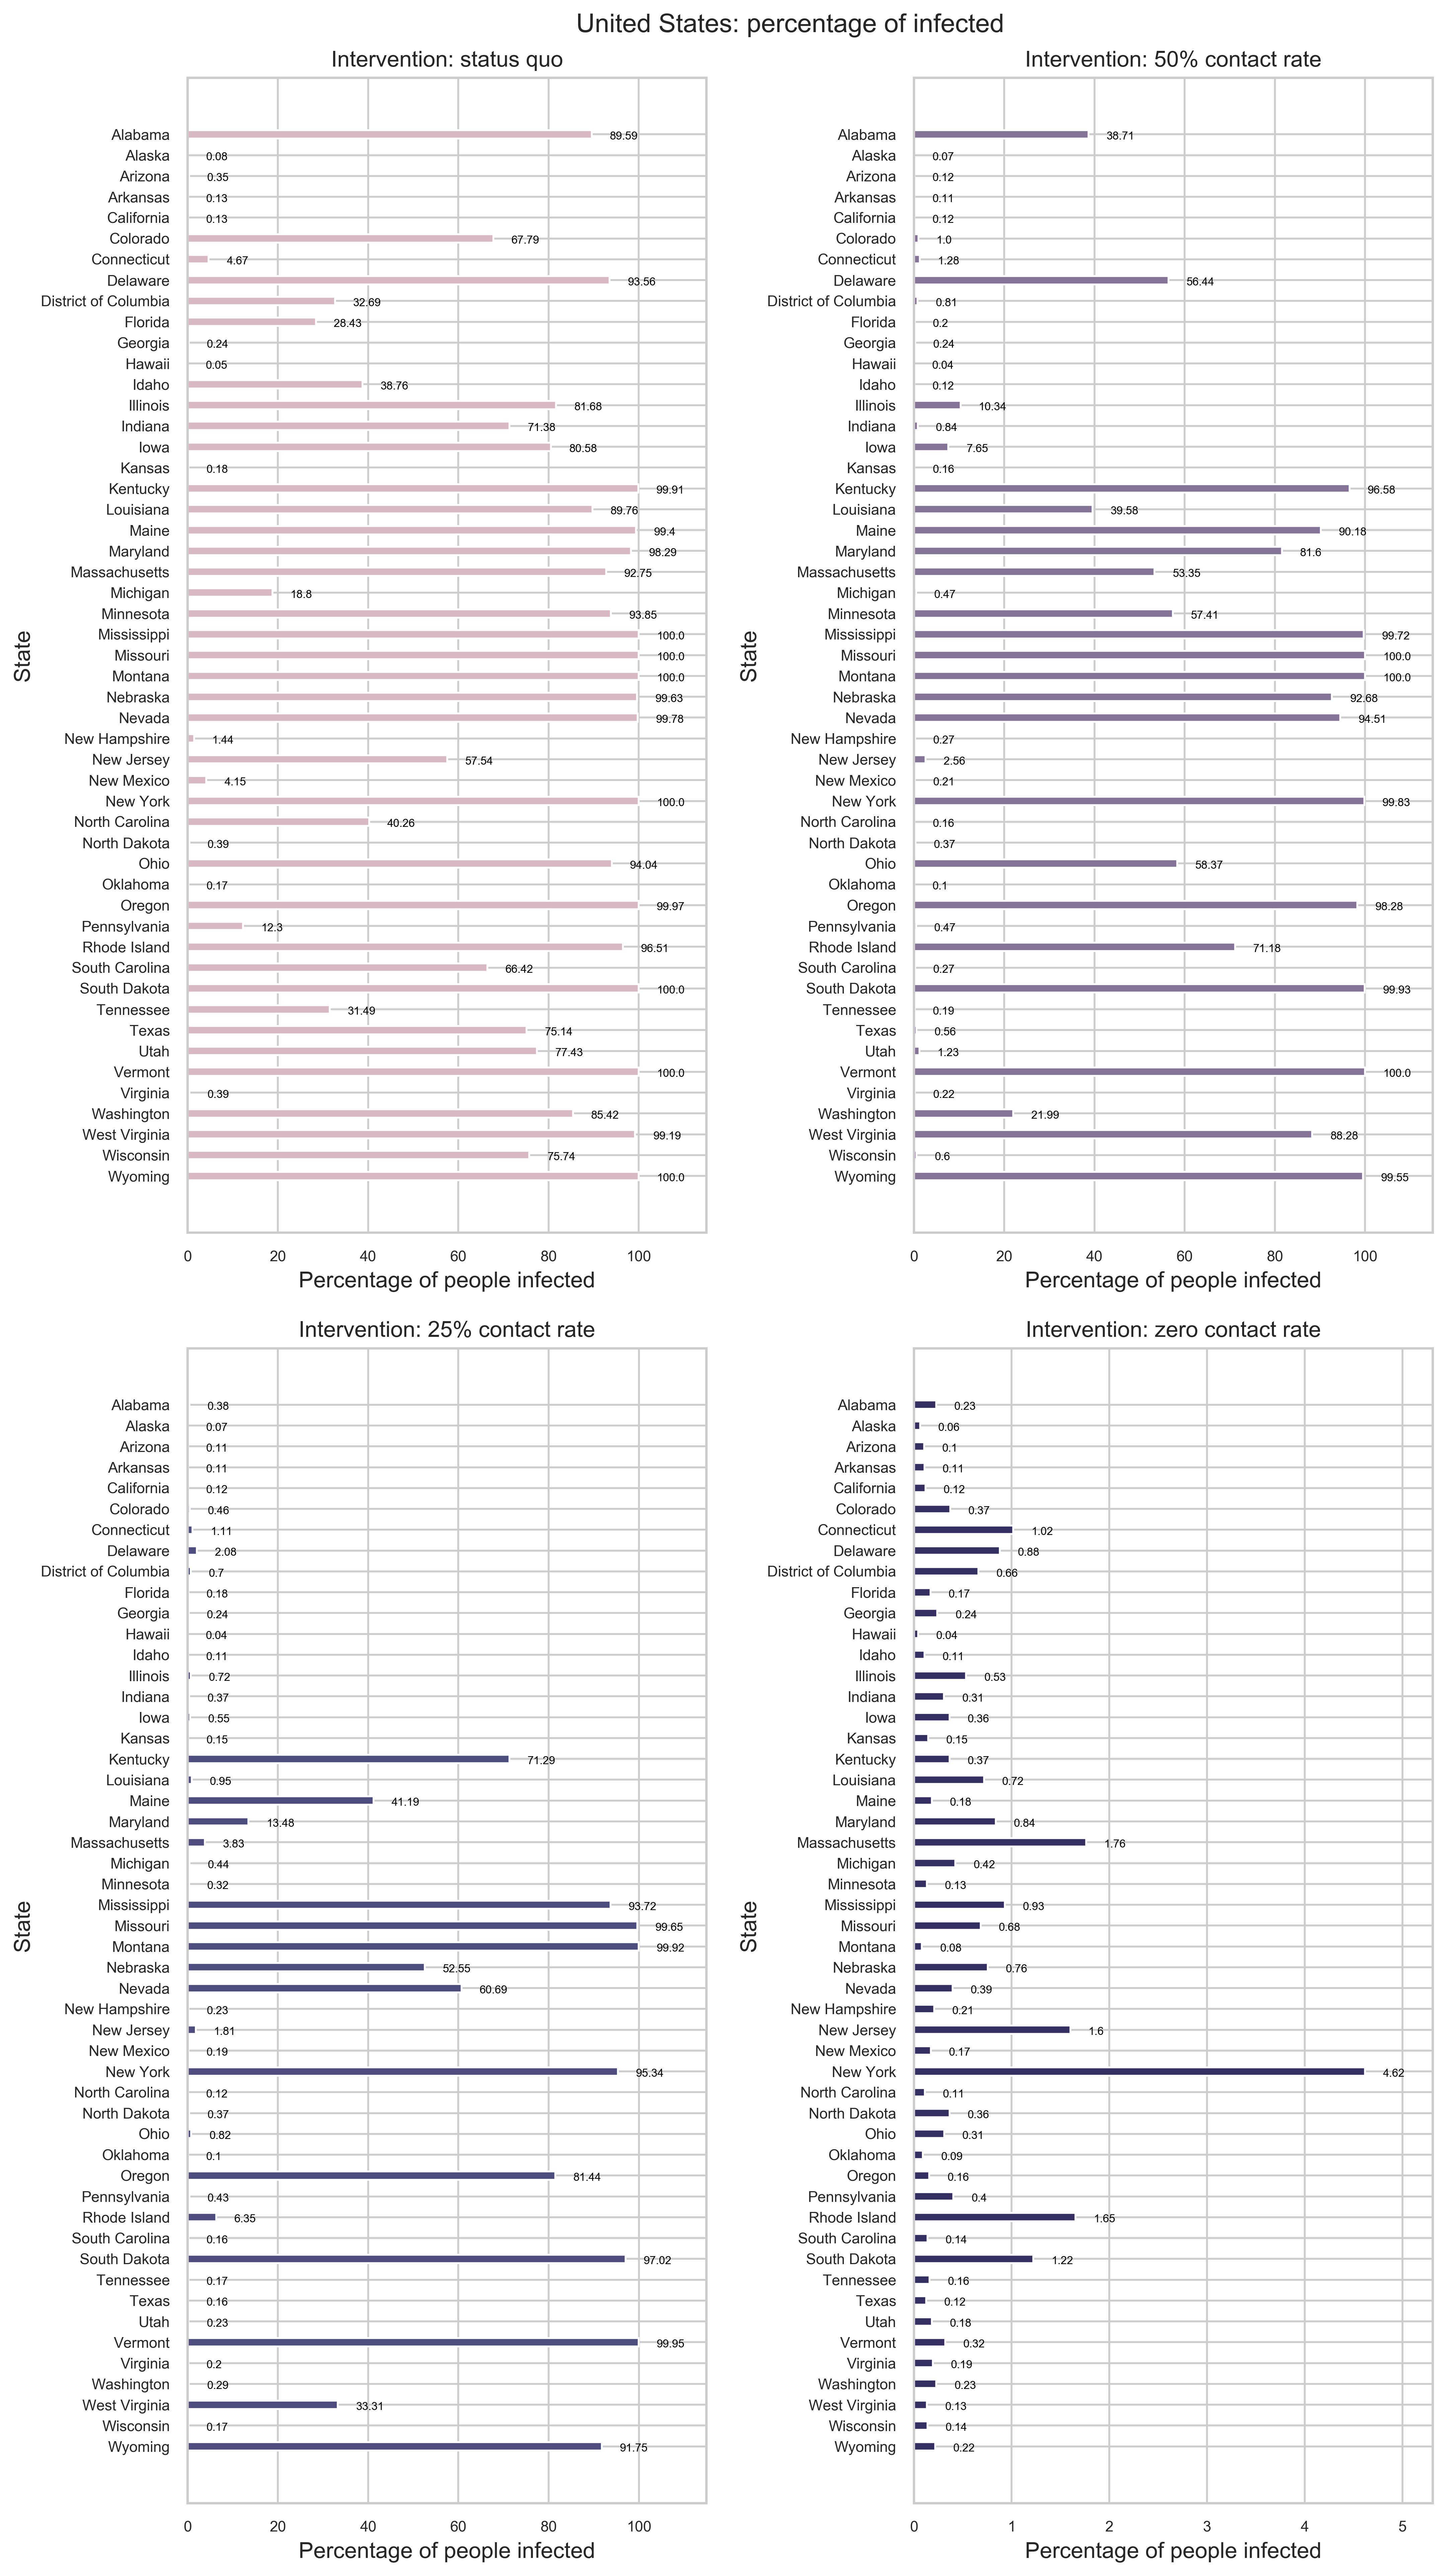 United States: percentage of infected
Intervention: status quo
Alabama 89.59
Alaska 0.08
Arizona 0.35
Arkansas 0.13
California 0.13
Colorado 67.79
Connecticut 4.67
Delaware 93.56
District of Columbia 32.69
Florida 28.43
Georgia 0.24
Hawaii 0.05
Idaho 38.76
Illinois 81.68
Indiana 71.38
Iowa 80.58
Kansas 0.18
Kentucky 99.91
Louisiana 89.76
Maine 99.4
Maryland 98.29
Massachusetts 92.75
Michigan 18.8
Minnesota 93.85
Mississippi 100.0
Missouri 100.0
Montana 100.0
Nebraska 99.63
Nevada 99.78
New Hampshire 1.44
New Jersey 57.54
New Mexico 4.15
New York 100.0
North Carolina 40.26
North Dakota 0.39
Ohio 94.04
Oklahoma 0.17
Oregon 99.97
Pennsylvania 12.3
Rhode Island 96.51
South Carolina 66.42
South Dakota 100.0
Tennessee 31.49
Texas 75.14
Utah 77.43
Vermont 100.0
Virginia 0.39
Washington 85.42
West Virginia 99.19
Wisconsin 75.74
Wyoming 100.0
State
0 20 40 60 80 100
Percentage of people infected
Intervention: 50% contact rate
Alabama 38.71
Alaska 0.07
Arizona 0.12
Arkansas 0.11
California 0.12
Colorado 1.0
Connecticut 1.28
Delaware 56.44
District of Columbia 0.81
Florida 0.2
Georgia 0.24
Hawaii 0.04
Idaho 0.12
Illinois 10.34
Indiana 0.84
Iowa 7.65
Kansas 0.16
Kentucky 96.58
Louisiana 39.58
Maine 90.18
Maryland 81.6
Massachusetts 53.35
Michigan 0.47
Minnesota 57.41
Mississippi 99.72
Missouri 100.0
Montana 100.0
Nebraska 92.68
Nevada 94.51
New Hampshire 0.27
New Jersey 2.56
New Mexico 0.21
New York 99.83
North Carolina 0.16
North Dakota 0.37
Ohio 58.37
Oklahoma 0.1
Oregon 98.28
Pennsylvania 0.47
Rhode Island 71.18
South Carolina 0.27
South Dakota 99.93
Tennessee 0.19
Texas 0.56
Utah 1.23
Vermont 100.0
Virginia 0.22
Washington 21.99
West Virginia 88.28
Wisconsin 0.6
Wyoming 99.55
State
0 20 40 60 80 100
Percentage of people infected
Intervention: 25% contact rate
Alabama 0.38
Alaska 0.07
Arizona 0.11
Arkansas 0.11
California 0.12
Colorado 0.46
Connecticut 1.11
Delaware 2.08
District of Columbia 0.7
Florida 0.18
Georgia 0.24
Hawaii 0.04
Idaho 0.11
Illinois 0.72
Indiana 0.37
Iowa 0.55
Kansas 0.15
Kentucky 71.29
Louisiana 0.95
Maine 41.19
Maryland 13.48
Massachusetts 3.83
Michigan 0.44
Minnesota 0.32
Mississippi 93.72
Missouri 99.65
Montana 99.92
Nebraska 52.55
Nevada 60.69
New Hampshire 0.23
New Jersey 1.81
New Mexico 0.19
New York 95.34
North Carolina 0.12
North Dakota 0.37
Ohio 0.82
Oklahoma 0.1
Oregon 81.44
Pennsylvania 0.43
Rhode Island 6.35
South Carolina 0.16
South Dakota 97.02
Tennessee 0.17
Texas 0.16
Utah 0.23
Vermont 99.95
Virginia 0.2
Washington 0.29
West Virginia 33.31
Wisconsin 0.17
Wyoming 91.75
State
0 20 40 60 80 100
Percentage of people infected
Intervention: zero contact rate
Alabama 0.23
Alaska 0.06
Arizona 0.1
Arkansas 0.11
California 0.12
Colorado 0.37
Connecticut 1.02
Delaware 0.88
District of Columbia 0.66
Florida 0.17
Georgia 0.24
Hawaii 0.04
Idaho 0.11
Illinois 0.53
Indiana 0.31
Iowa 0.36
Kansas 0.15
Kentucky 0.37
Louisiana 0.72
Maine 0.18
Maryland 0.84
Massachusetts 1.76
Michigan 0.42
Minnesota 0.13
Mississippi 0.93
Missouri 0.68
Montana 0.08
Nebraska 0.76
Nevada 0.39
New Hampshire 0.21
New Jersey 1.6
New Mexico 0.17
New York 4.62
North Carolina 0.11
North Dakota 0.36
Ohio 0.31
Oklahoma 0.09
Oregon 0.16
Pennsylvania 0.4
Rhode Island 1.65
South Carolina 0.14
South Dakota 1.22
Tennessee 0.16
Texas 0.12
Utah 0.18
Vermont 0.32
Virginia 0.19
Washington 0.23
West Virginia 0.13
Wisconsin 0.14
Wyoming 0.22
State
0 1 2 3 4 5
Percentage of people infected